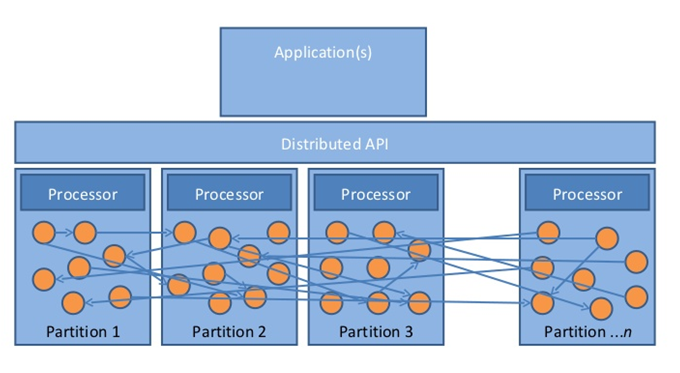 Application(s)
Distributed API
Processor
Processor
Processor
Processor
Partition 1
Partition 2
Partition 3
Partition ...n